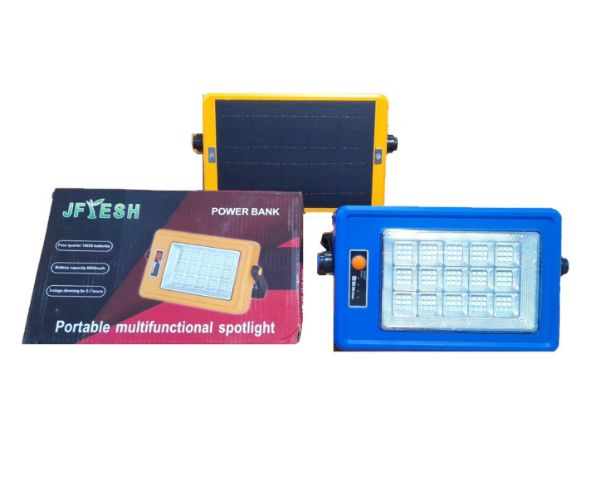 JFYESH
POWER BANK
Four quarter 18650 batteries
Battery capacity 6000mah
3-stage dimming for 5-7 hours
Portable multifunctional spotlight